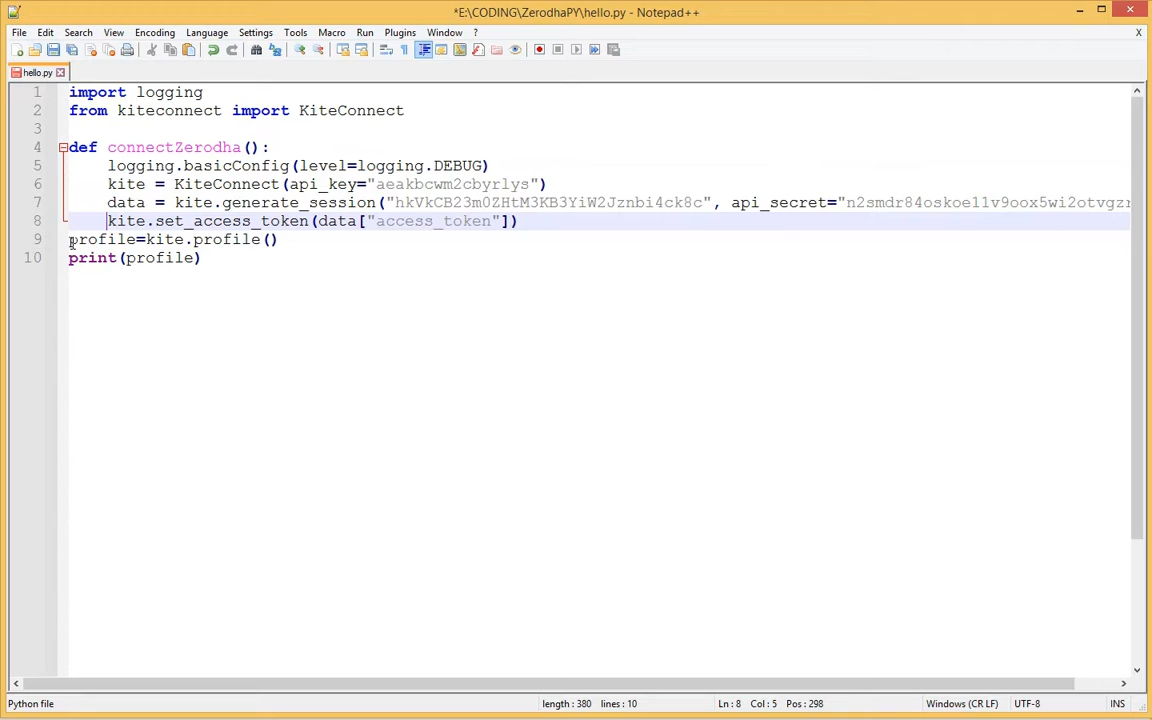 *E:\CODING\ZerodhaPY\hello.py - Notepad++
File Edit Search View Encoding Language Settings Tools Macro Run Plugins Window ? X
hello.py
1 import logging
2 from kiteconnect import KiteConnect
3
4 def connectZerodha():
5 logging.basicConfig(level=logging.DEBUG)
6 kite = KiteConnect(api_key="aeakbcwm2cbyrlys")
7 data = kite.generate_session("hkVkCB23m0ZHtM3KB3YiW2Jznbi4ck8c", api_secret="n2smdr84oskoe11v9oox5wi2otvgzr
8 kite.set_access_token(data["access_token"])
9 profile=kite.profile()
10 print(profile)
Python file length : 380 lines : 10 Ln : 8 Col : 5 Pos : 298 Windows (CR LF) UTF-8 INS